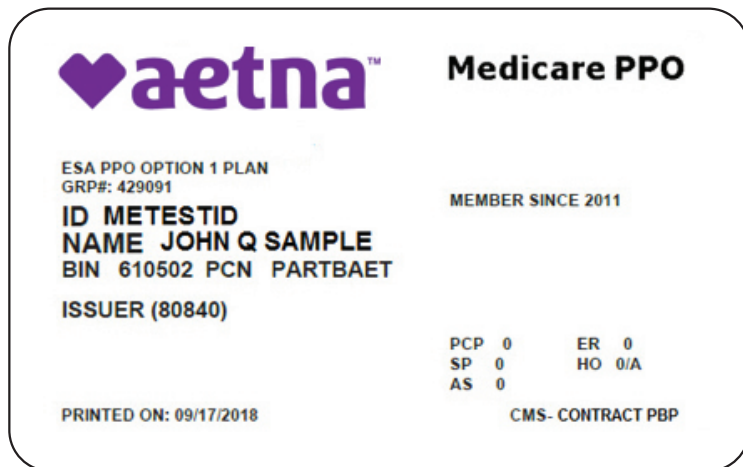 aetna™
Medicare PPO
ESA PPO OPTION 1 PLAN
GRP#: 429091
MEMBER SINCE 2011
ID METESTID
NAME JOHN Q SAMPLE
BIN 610502 PCN PARTBAET
ISSUER (80840)
PCP 0 ER 0
SP 0 HO 0/A
AS 0
PRINTED ON: 09/17/2018
CMS- CONTRACT PBP